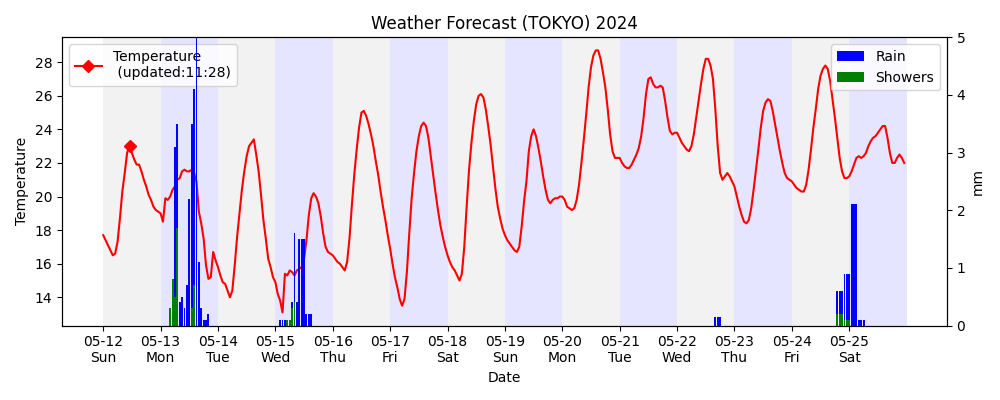 Weather Forecast (TOKYO) 2024
Temperature
(updated:11:28)
Rain
Showers
Temperature
28
26
24
22
20
18
16
14
5
4
3
2
1
0
mm
05-12 05-13 05-14 05-15 05-16 05-17 05-18 05-19 05-20 05-21 05-22 05-23 05-24 05-25
Sun Mon Tue Wed Thu Fri Sat Sun Mon Tue Wed Thu Fri Sat
Date